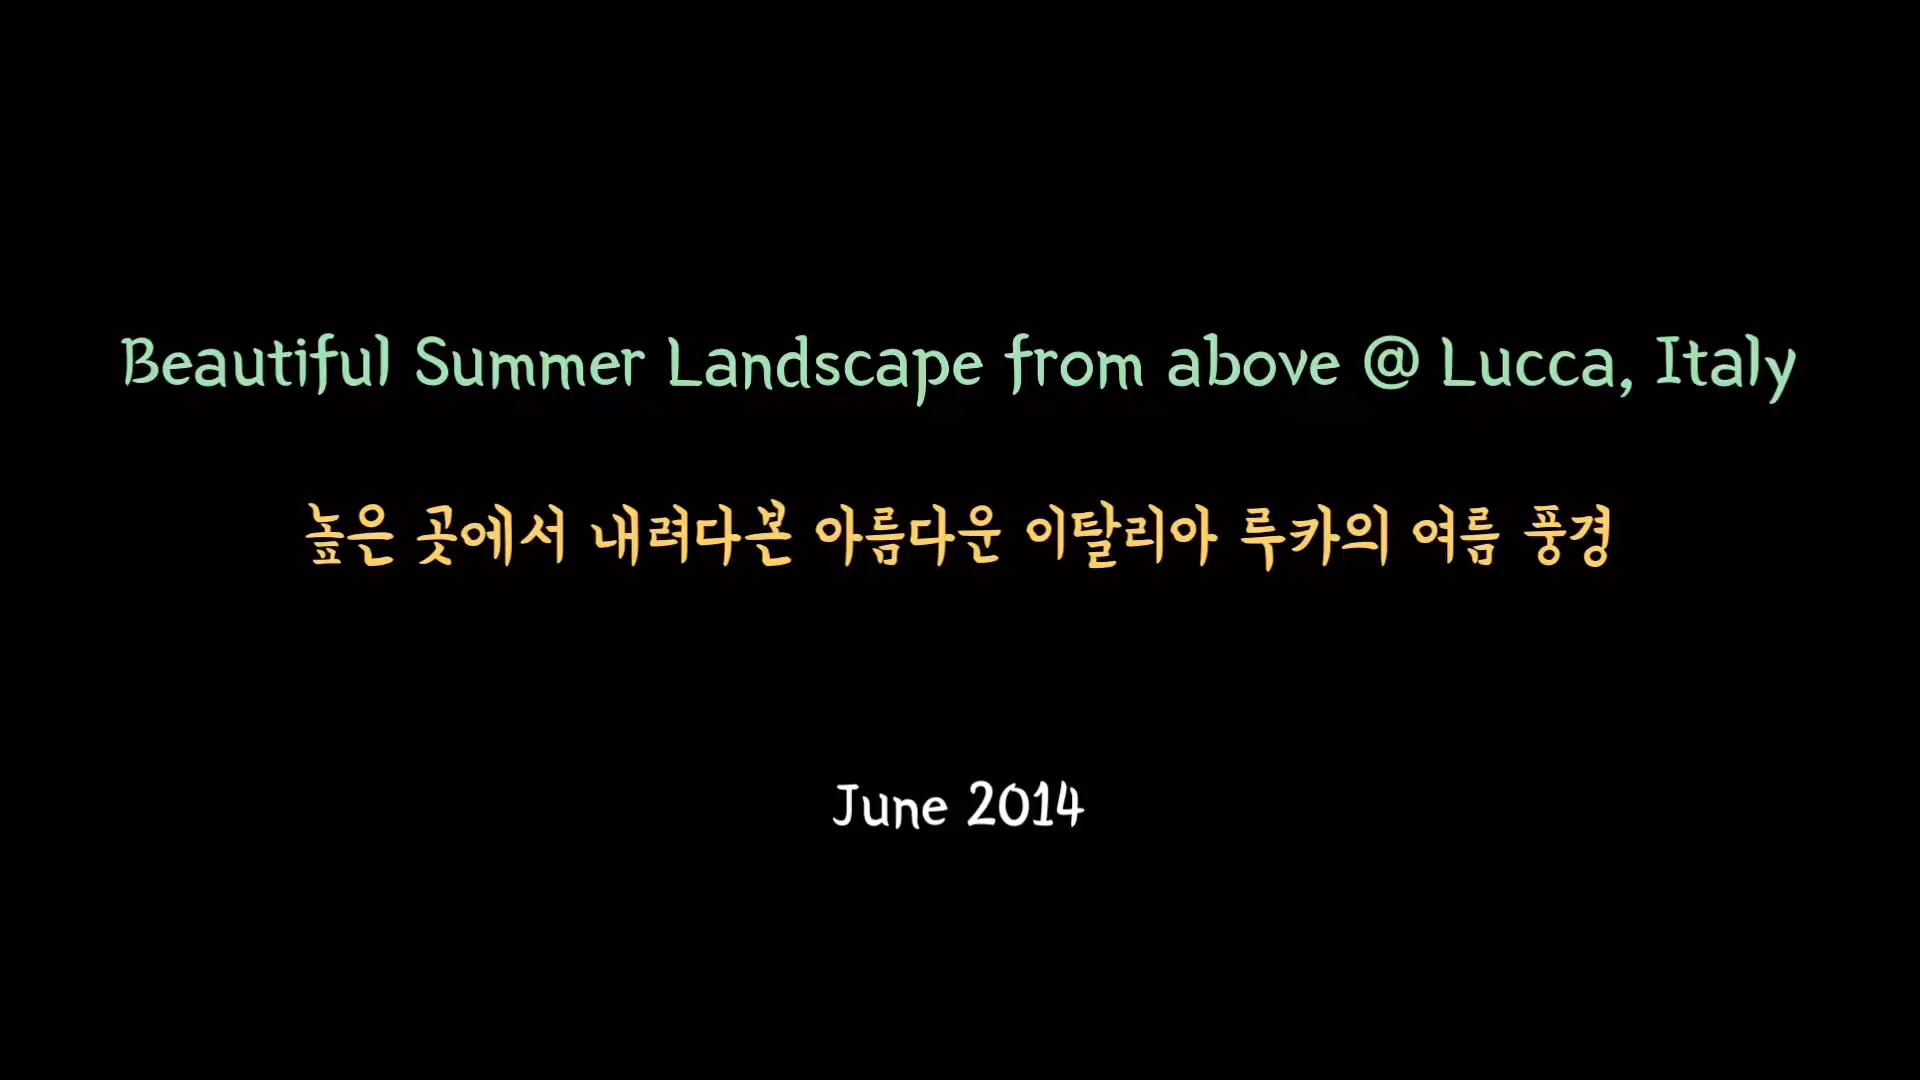 Beautiful Summer Landscape from above @ Lucca, Italy
높은 곳에서 내려다본 아름다운 이탈리아 루카의 여름 풍경
June 2014